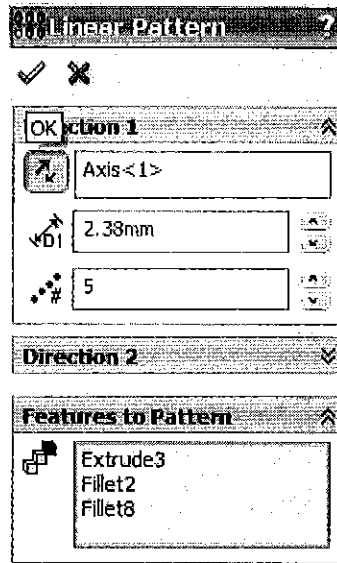 Linear Pattern ?
OK ction 1
Axis<1>
D1 2.38mm
# 5
Direction 2
Features to Pattern
Extrude3
Fillet2
Fillet8